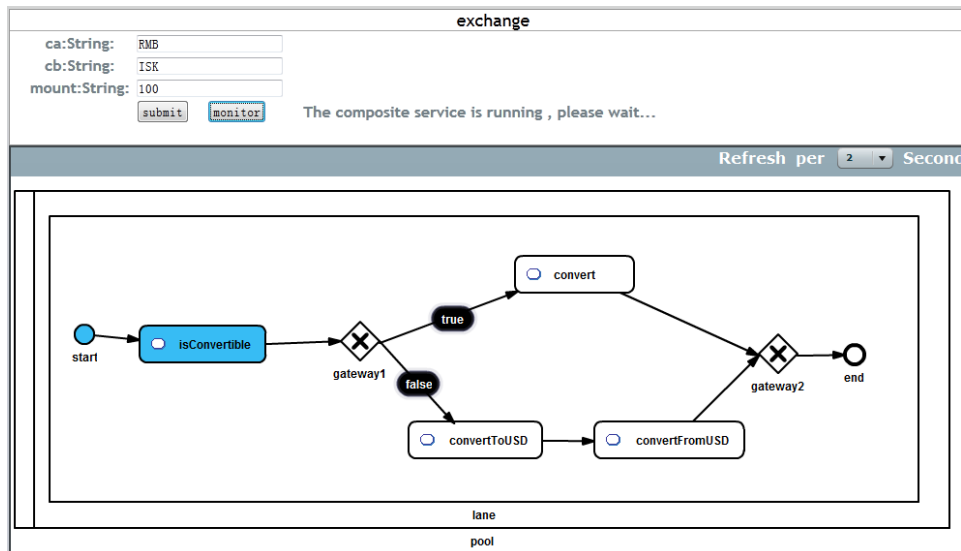 exchange
ca:String: RMB
cb:String: ISK
mount:String: 100
submit monitor The composite service is running , please wait...
Refresh per 2 Second
convert
true
isConvertible
start
gateway1
gateway2
end
false
convertToUSD convertFromUSD
lane
pool